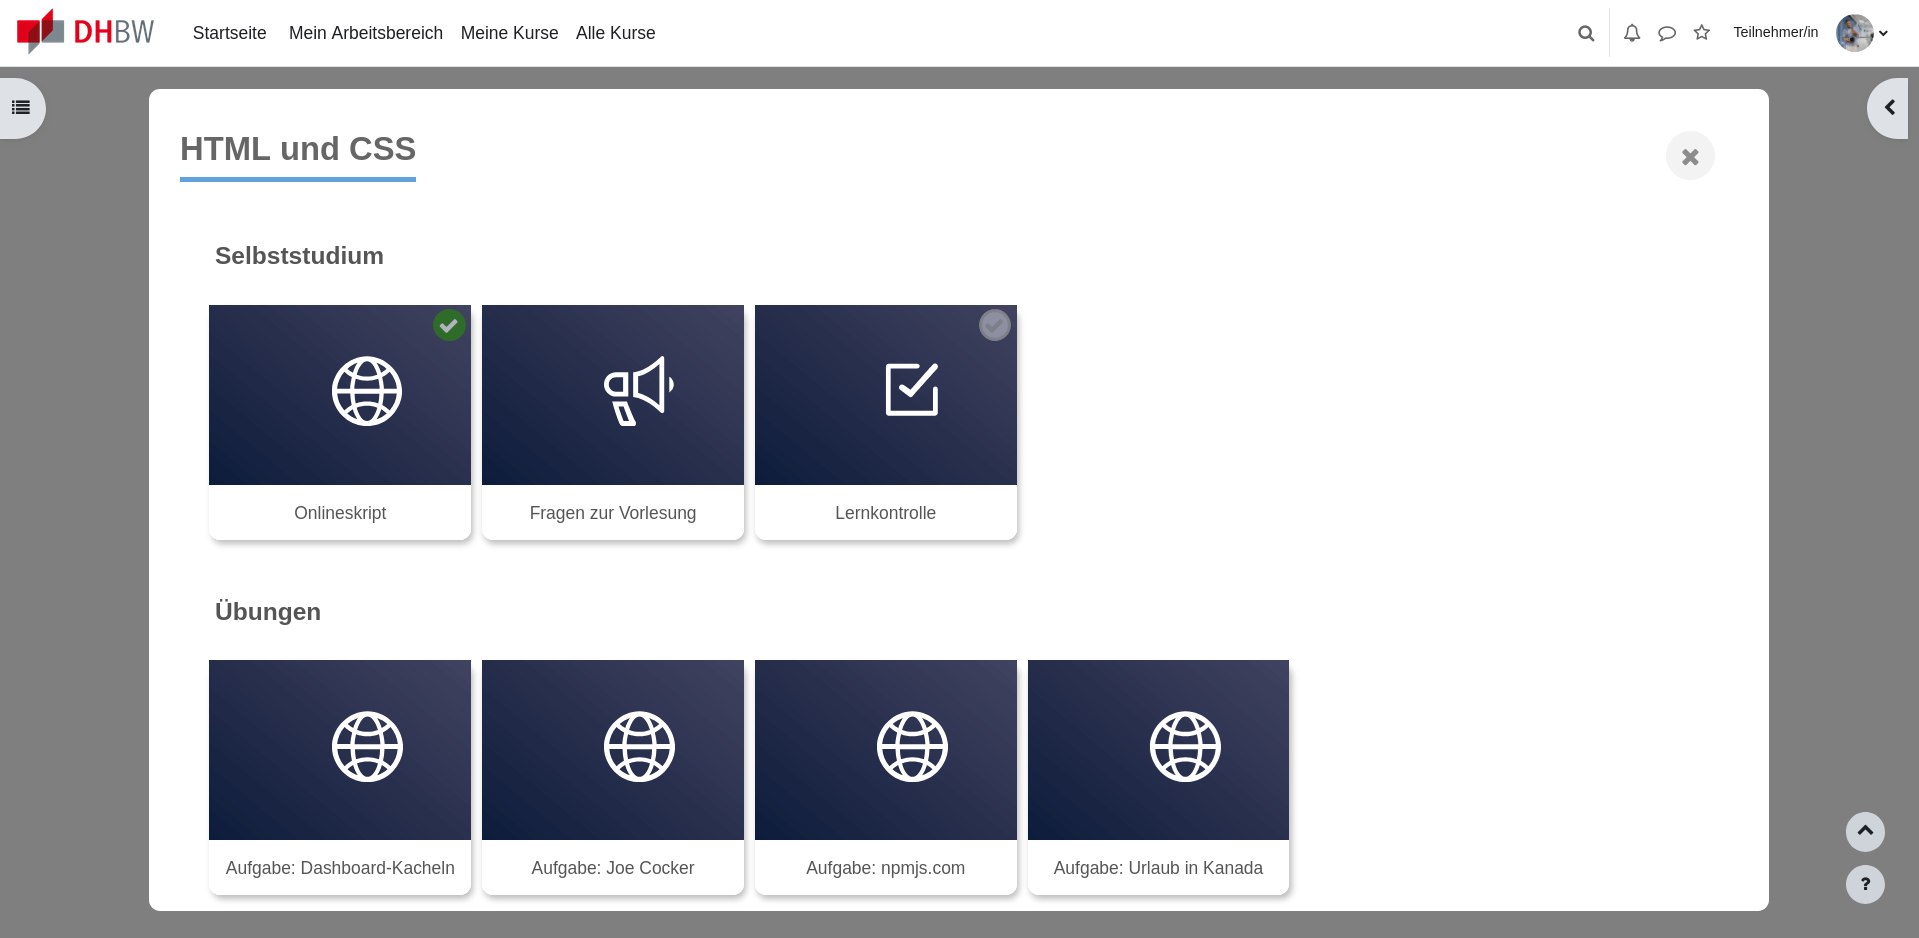 DHBW
Startseite Mein Arbeitsbereich Meine Kurse Alle Kurse Teilnehmer/in
HTML und CSS
Selbststudium
Onlineskript Fragen zur Vorlesung Lernkontrolle
Übungen
Aufgabe: Dashboard-Kacheln Aufgabe: Joe Cocker Aufgabe: npmjs.com Aufgabe: Urlaub in Kanada
?